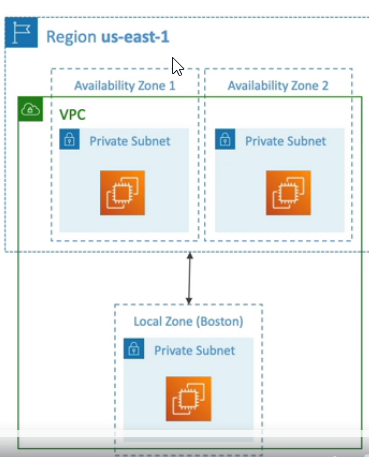 Region us-east-1
Availability Zone 1
Availability Zone 2
VPC
Private Subnet
Private Subnet
Local Zone (Boston)
Private Subnet